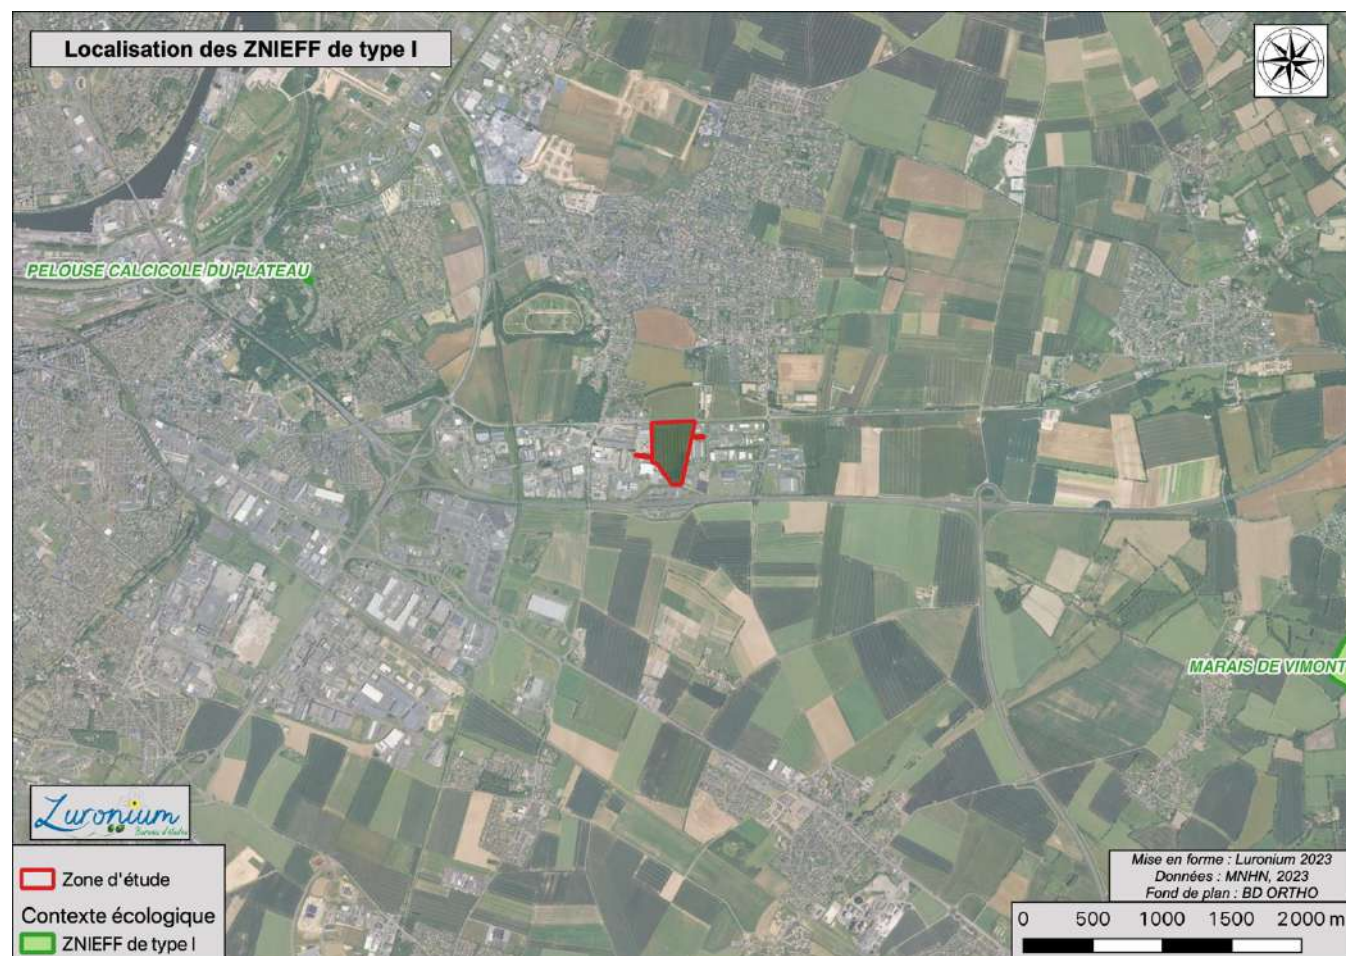 Localisation des ZNIEFF de type I
PELOUSE CALCICOLE DU PLATEAU
MARAIS DE VIMONT
Luronium
Bureau d'études
Zone d'étude
Contexte écologique
ZNIEFF de type I
Mise en forme : Luronium 2023
Données : MNHN, 2023
Fond de plan : BD ORTHO
0 500 1000 1500 2000 m